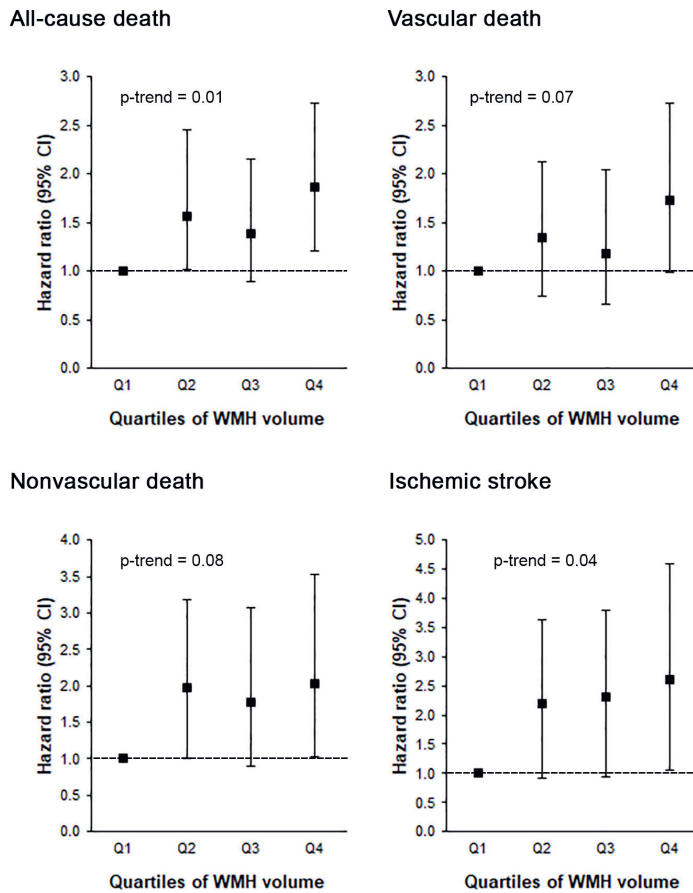 All-cause death
Hazard ratio (95% CI)
3.0
2.5
2.0
1.5
1.0
0.5
0.0
p-trend = 0.01
Q1 Q2 Q3 Q4
Quartiles of WMH volume
Vascular death
Hazard ratio (95% CI)
3.0
2.5
2.0
1.5
1.0
0.5
0.0
p-trend = 0.07
Q1 Q2 Q3 Q4
Quartiles of WMH volume
Nonvascular death
Hazard ratio (95% CI)
4.0
3.5
3.0
2.5
2.0
1.5
1.0
0.5
0.0
p-trend = 0.08
Q1 Q2 Q3 Q4
Quartiles of WMH volume
Ischemic stroke
Hazard ratio (95% CI)
5.0
4.5
4.0
3.5
3.0
2.5
2.0
1.5
1.0
0.5
0.0
p-trend = 0.04
Q1 Q2 Q3 Q4
Quartiles of WMH volume